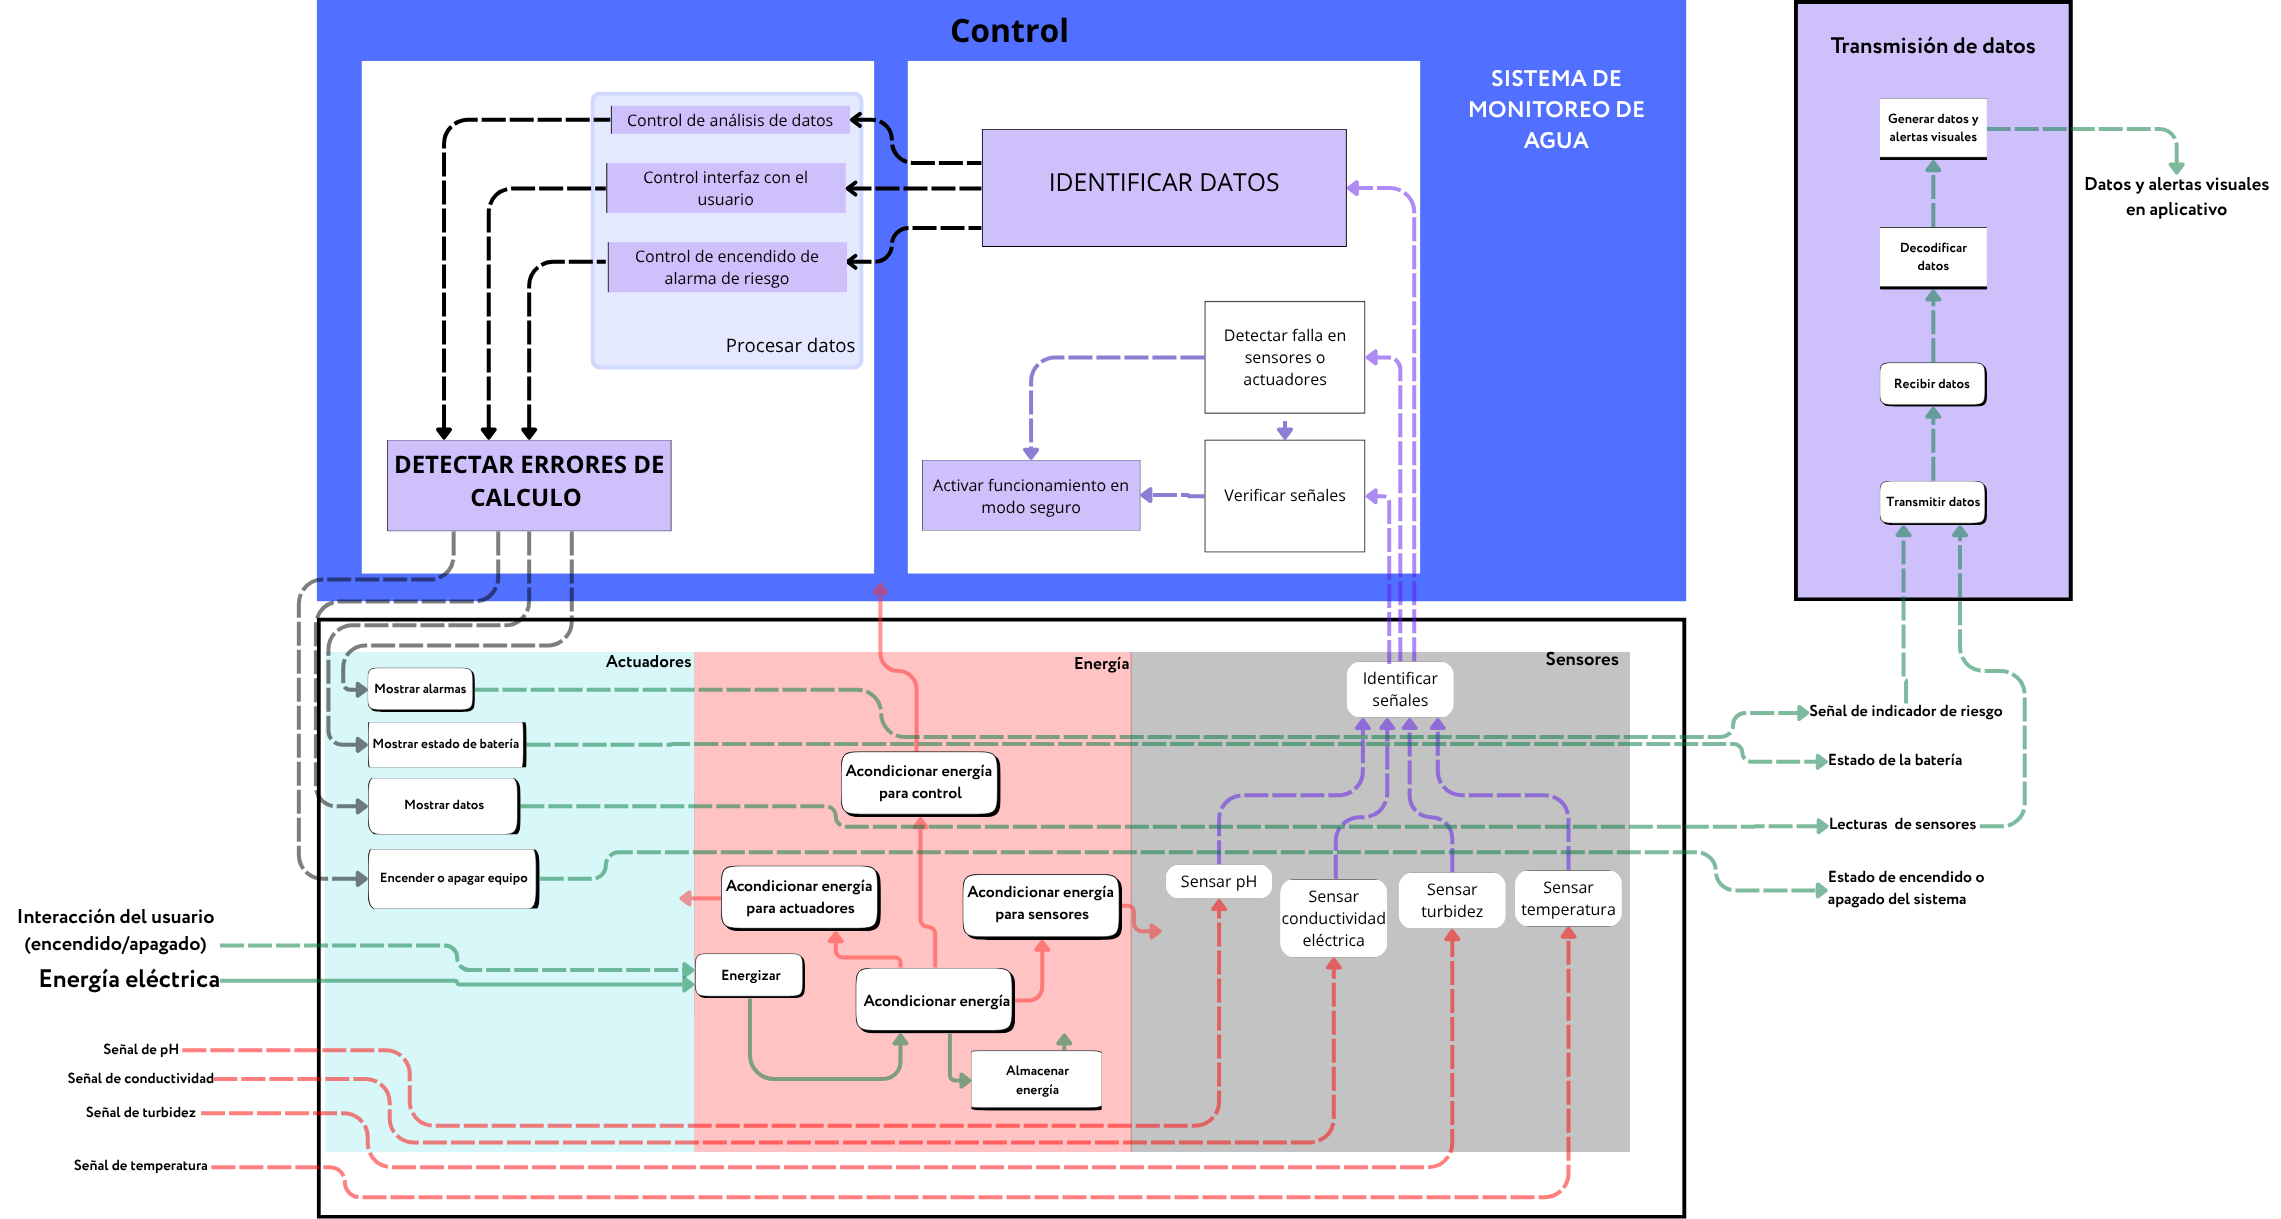 Control
SISTEMA DE
MONITOREO DE
AGUA
Control de análisis de datos
Control interfaz con el
usuario
Control de encendido de
alarma de riesgo
Procesar datos
IDENTIFICAR DATOS
Detectar falla en
sensores o
actuadores
Verificar señales
Activar funcionamiento en
modo seguro
DETECTAR ERRORES DE
CALCULO
Transmisión de datos
Generar datos y
alertas visuales
Decodificar
datos
Recibir datos
Transmitir datos
Datos y alertas visuales
en aplicativo
Actuadores
Mostrar alarmas
Mostrar estado de batería
Mostrar datos
Encender o apagar equipo
Energía
Acondicionar energía
para control
Acondicionar energía
para actuadores
Acondicionar energía
para sensores
Energizar
Acondicionar energía
Almacenar
energía
Sensores
Identificar
señales
Sensar pH
Sensar
conductividad
eléctrica
Sensar
turbidez
Sensar
temperatura
Señal de indicador de riesgo
Estado de la batería
Lecturas de sensores
Estado de encendido o
apagado del sistema
Interacción del usuario
(encendido/apagado)
Energía eléctrica
Señal de pH
Señal de conductividad
Señal de turbidez
Señal de temperatura